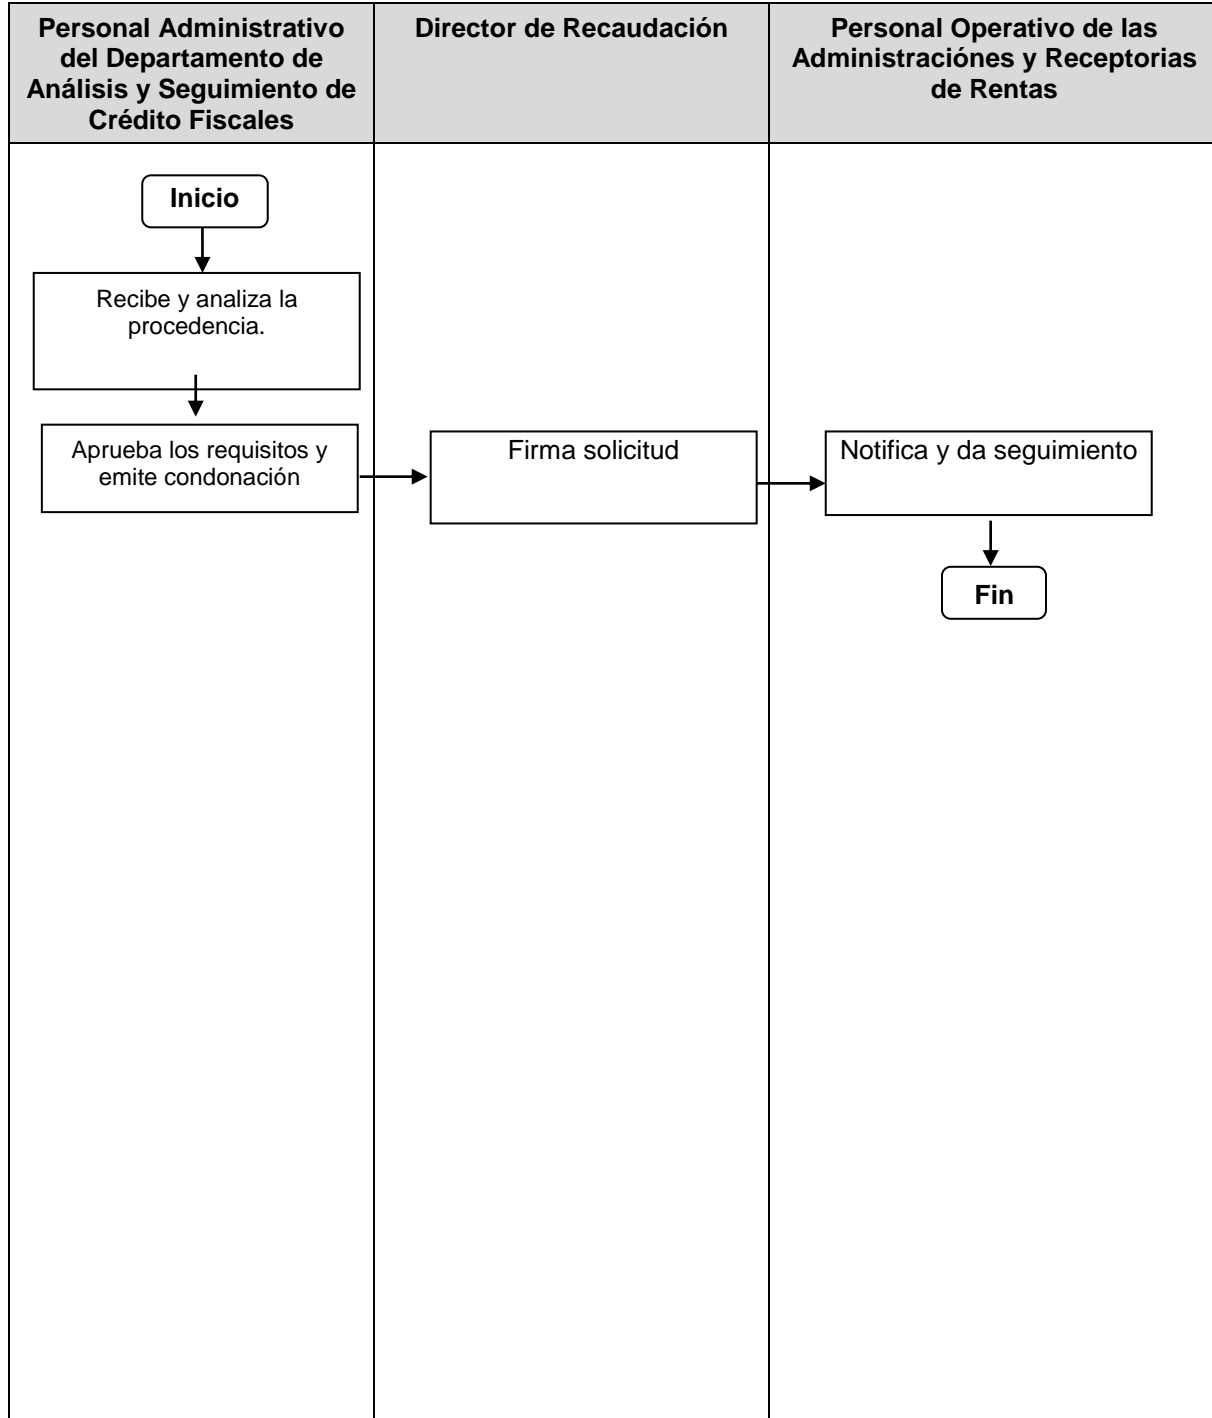 Personal Administrativo
del Departamento de
Análisis y Seguimiento de
Crédito Fiscales
Director de Recaudación
Personal Operativo de las
Administraciónes y Receptorias
de Rentas
Inicio
Recibe y analiza la
procedencia.
Aprueba los requisitos y
emite condonación
Firma solicitud
Notifica y da seguimiento
Fin